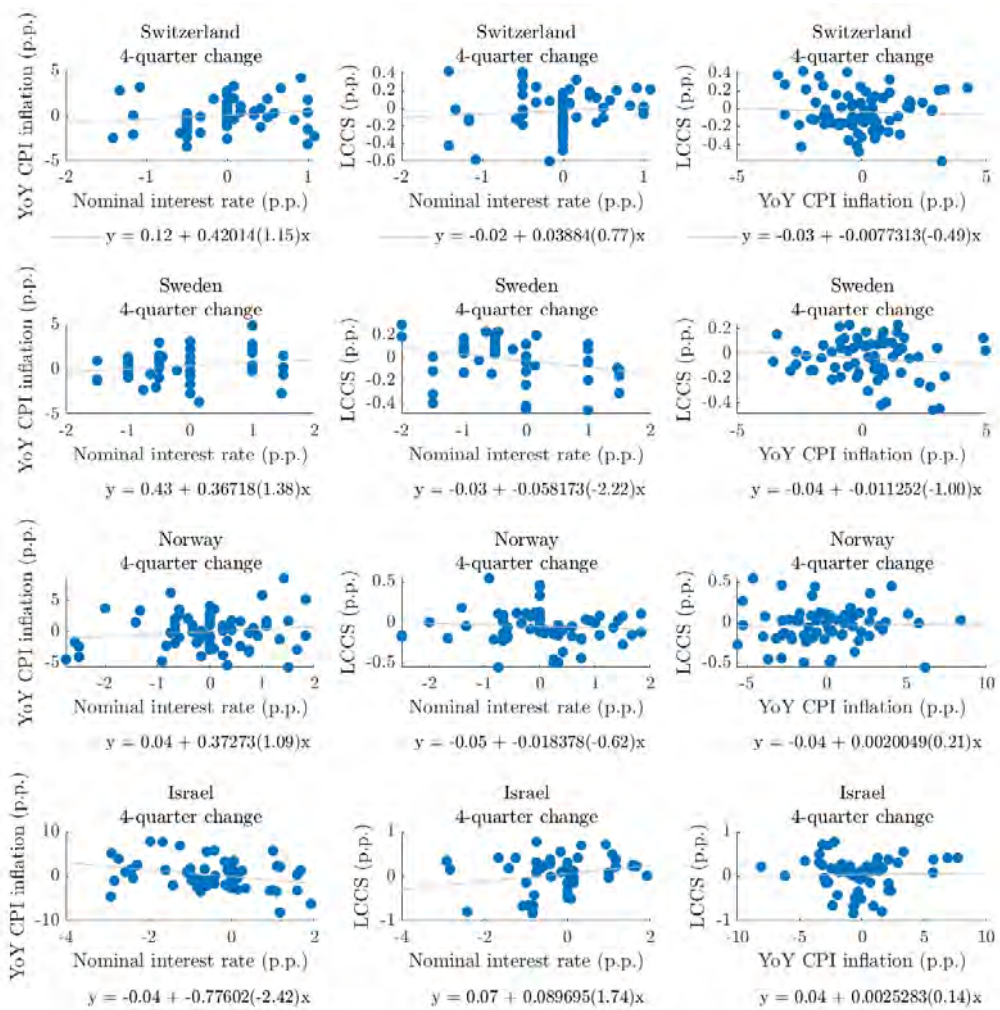 YoY CPI inflation (p.p.)
Switzerland
4-quarter change
5
0
-5
-2
-1
0
1
Nominal interest rate (p.p.)
y = 0.12 + 0.42014(1.15)x
LCCS (p.p.)
Switzerland
4-quarter change
0.4
0.2
0
-0.2
-0.4
-0.6
-2
-1
0
1
Nominal interest rate (p.p.)
y = -0.02 + 0.03884(0.77)x
LCCS (p.p.)
Switzerland
4-quarter change
0.4
0.2
0
-0.2
-0.4
-5
0
5
YoY CPI inflation (p.p.)
y = -0.03 + -0.0077313(-0.49)x
YoY CPI inflation (p.p.)
Sweden
4-quarter change
5
0
-5
-2
-1
0
1
2
Nominal interest rate (p.p.)
y = 0.43 + 0.36718(1.38)x
LCCS (p.p.)
Sweden
4-quarter change
0.2
0
-0.2
-0.4
-2
-1
0
1
2
Nominal interest rate (p.p.)
y = -0.03 + -0.058173(-2.22)x
LCCS (p.p.)
Sweden
4-quarter change
0.2
0
-0.2
-0.4
-5
0
5
YoY CPI inflation (p.p.)
y = -0.04 + -0.011252(-1.00)x
YoY CPI inflation (p.p.)
Norway
4-quarter change
5
0
-5
-2
-1
0
1
2
Nominal interest rate (p.p.)
y = 0.04 + 0.37273(1.09)x
LCCS (p.p.)
Norway
4-quarter change
0.5
0
-0.5
-2
-1
0
1
2
Nominal interest rate (p.p.)
y = -0.05 + -0.018378(-0.62)x
LCCS (p.p.)
Norway
4-quarter change
0.5
0
-0.5
-5
0
5
10
YoY CPI inflation (p.p.)
y = -0.04 + 0.0020049(0.21)x
YoY CPI inflation (p.p.)
Israel
4-quarter change
10
0
-10
-4
-2
0
2
Nominal interest rate (p.p.)
y = -0.04 + -0.77602(-2.42)x
LCCS (p.p.)
Israel
4-quarter change
1
0
-1
-4
-2
0
2
Nominal interest rate (p.p.)
y = 0.07 + 0.089695(1.74)x
LCCS (p.p.)
Israel
4-quarter change
1
0
-1
-10
-5
0
5
10
YoY CPI inflation (p.p.)
y = 0.04 + 0.0025283(0.14)x